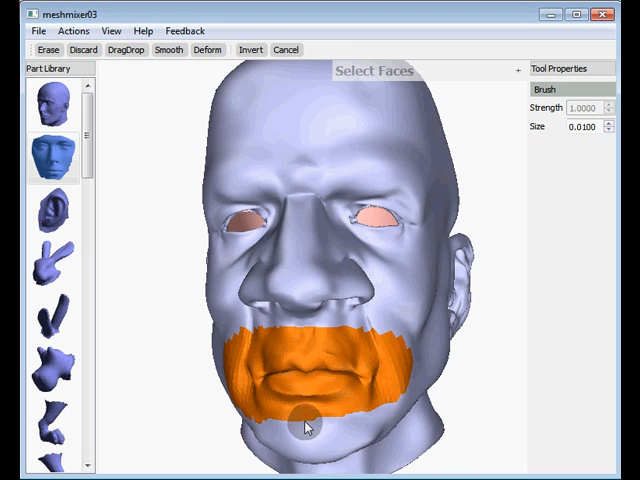 meshmixer03
File Actions View Help Feedback
Erase Discard DragDrop Smooth Deform Invert Cancel
Part Library
Select Faces
Tool Properties
Brush
Strength 1.0000
Size 0.0100